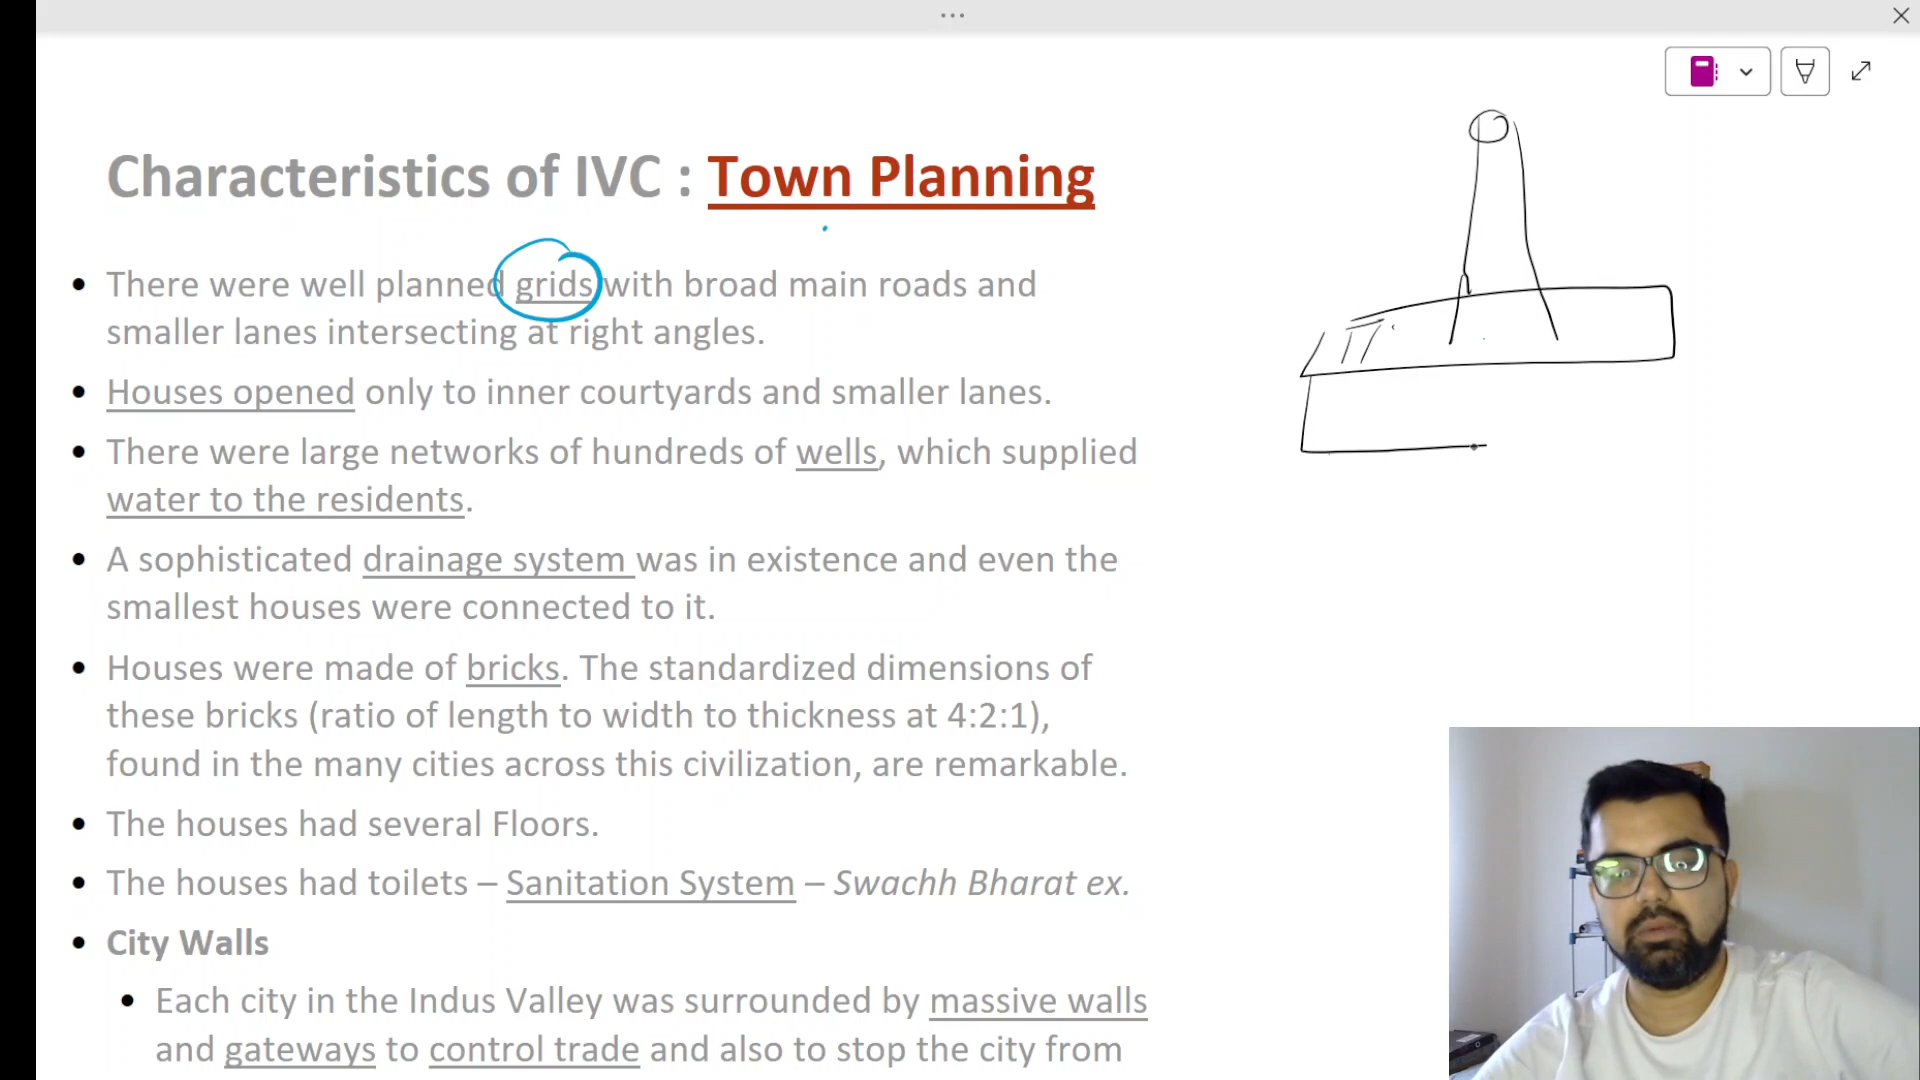 Characteristics of IVC : Town Planning
• There were well planned grids with broad main roads and
smaller lanes intersecting at right angles.
• Houses opened only to inner courtyards and smaller lanes.
• There were large networks of hundreds of wells, which supplied
water to the residents.
• A sophisticated drainage system was in existence and even the
smallest houses were connected to it.
• Houses were made of bricks. The standardized dimensions of
these bricks (ratio of length to width to thickness at 4:2:1),
found in the many cities across this civilization, are remarkable.
• The houses had several Floors.
• The houses had toilets – Sanitation System – Swachh Bharat ex.
• City Walls
• Each city in the Indus Valley was surrounded by massive walls
and gateways to control trade and also to stop the city from